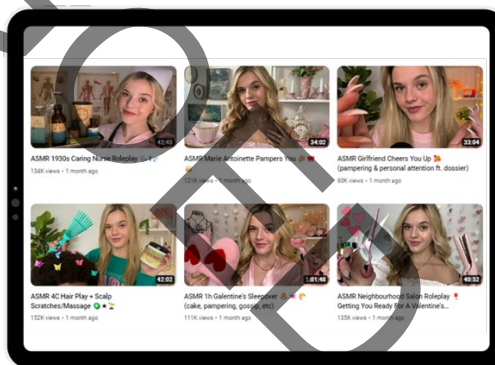 42:45
34:02
33:04
ASMR 1930s Caring Nurse Roleplay
ASMR Marie Antoinette Pampers You
ASMR Girlfriend Cheers You Up
(pampering & personal attention ft. dossier)
134K views • 1 month ago
121K views • 1 month ago
60K views • 1 month ago
42:02
1:01:48
40:52
ASMR 4C Hair Play + Scalp
Scratches/Massage
ASMR 1h Galentine's Sleepover
(cake, pampering, gossip, etc)
ASMR Neighbourhood Salon Roleplay
Getting You Ready For A Valentine's...
152K views • 1 month ago
111K views • 1 month ago
135K views • 1 month ago